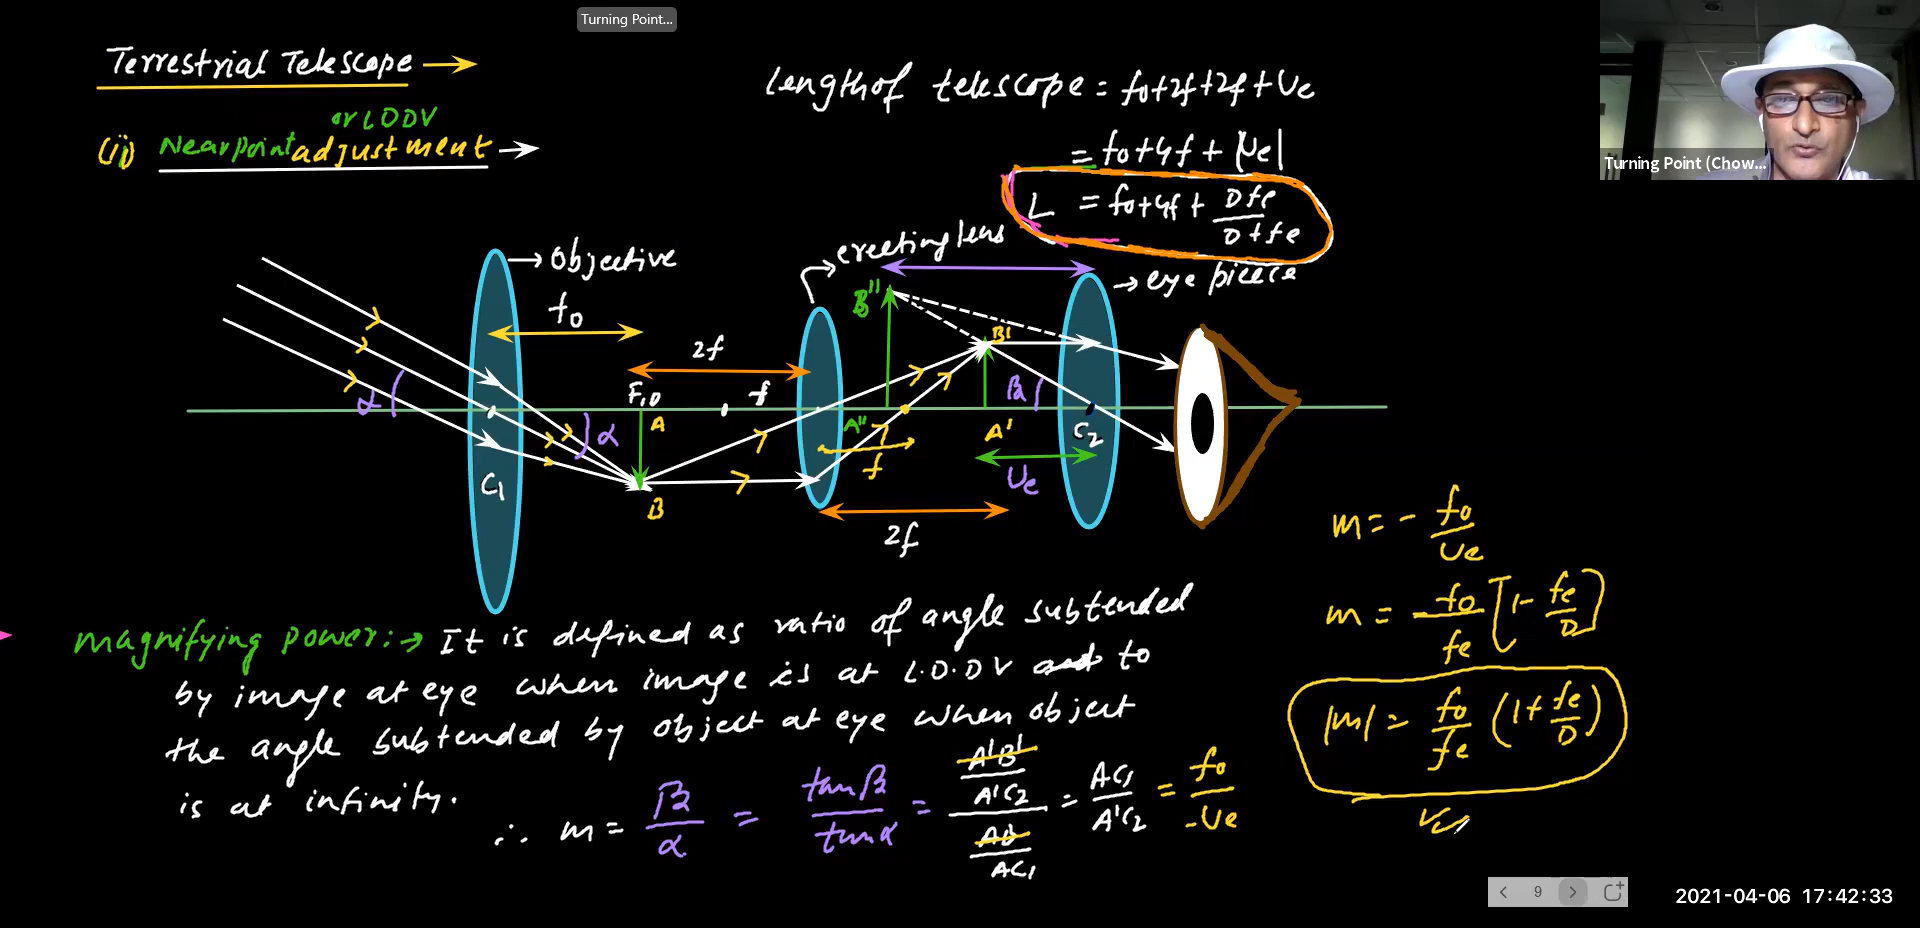 Turning Point...
Terrestrial Telescope →
or LODV
(ii) Near point adjustment →
length of telescope = fo+2f+2f+Ue
= fo+4f+|Ue|
L = fo+4f+ Dfe/D+fe
→ objective
erecting lens
→ eye piece
fo
2f
f
F,O
A
B
α
α
C1
B''
A''
B'
A'
β
C2
f
Ue
2f
m = - fo/Ue
m = -fo/fe [1- fe/D]
|m| = fo/fe (1+ fe/D)
magnifying power:→ It is defined as ratio of angle subtended
by image at eye when image is at L.D.D.V to
the angle subtended by object at eye when object
is at infinity.
∴ m = β/α = tanβ/tanα = A'B'/A'C2 / AB/AC1 = AC1/A'C2 = fo/-Ue
Turning Point (Chow...
9
2021-04-06 17:42:33